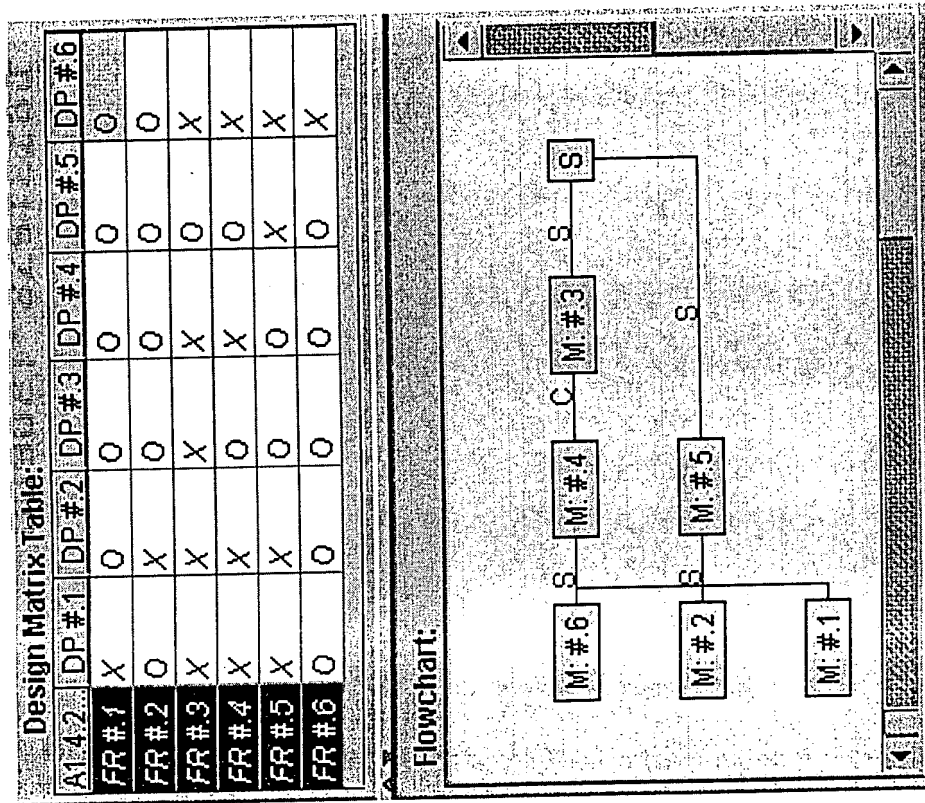 Design Matrix Table:
A1-4.2... DP #.1 DP #.2 DP #.3 DP #.4 DP #.5 DP #.6
FR #.1 X O O O O O
FR #.2 O X O O O O
FR #.3 X X X X O X
FR #.4 X X O X O X
FR #.5 X X O O X X
FR #.6 O O O O O X
Flowchart:
M: #.6 S M: #.4 C M: #.3 S S
M: #.2 S M: #.5 S
M: #.1